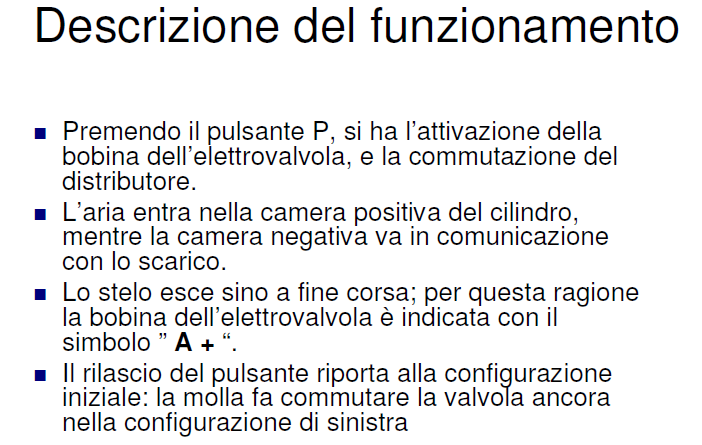 Descrizione del funzionamento
■ Premendo il pulsante P, si ha l’attivazione della
bobina dell’elettrovalvola, e la commutazione del
distributore.
■ L’aria entra nella camera positiva del cilindro,
mentre la camera negativa va in comunicazione
con lo scarico.
■ Lo stelo esce sino a fine corsa; per questa ragione
la bobina dell’elettrovalvola è indicata con il
simbolo ” A + “.
■ Il rilascio del pulsante riporta alla configurazione
iniziale: la molla fa commutare la valvola ancora
nella configurazione di sinistra